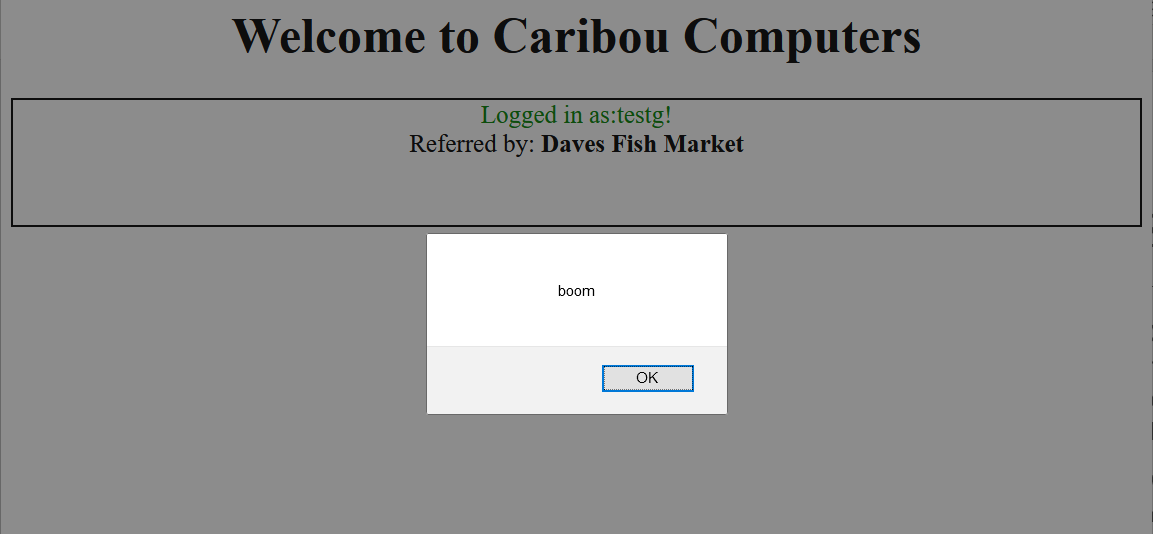 Welcome to Caribou Computers
Logged in as:testg!
Referred by: Daves Fish Market
boom
OK